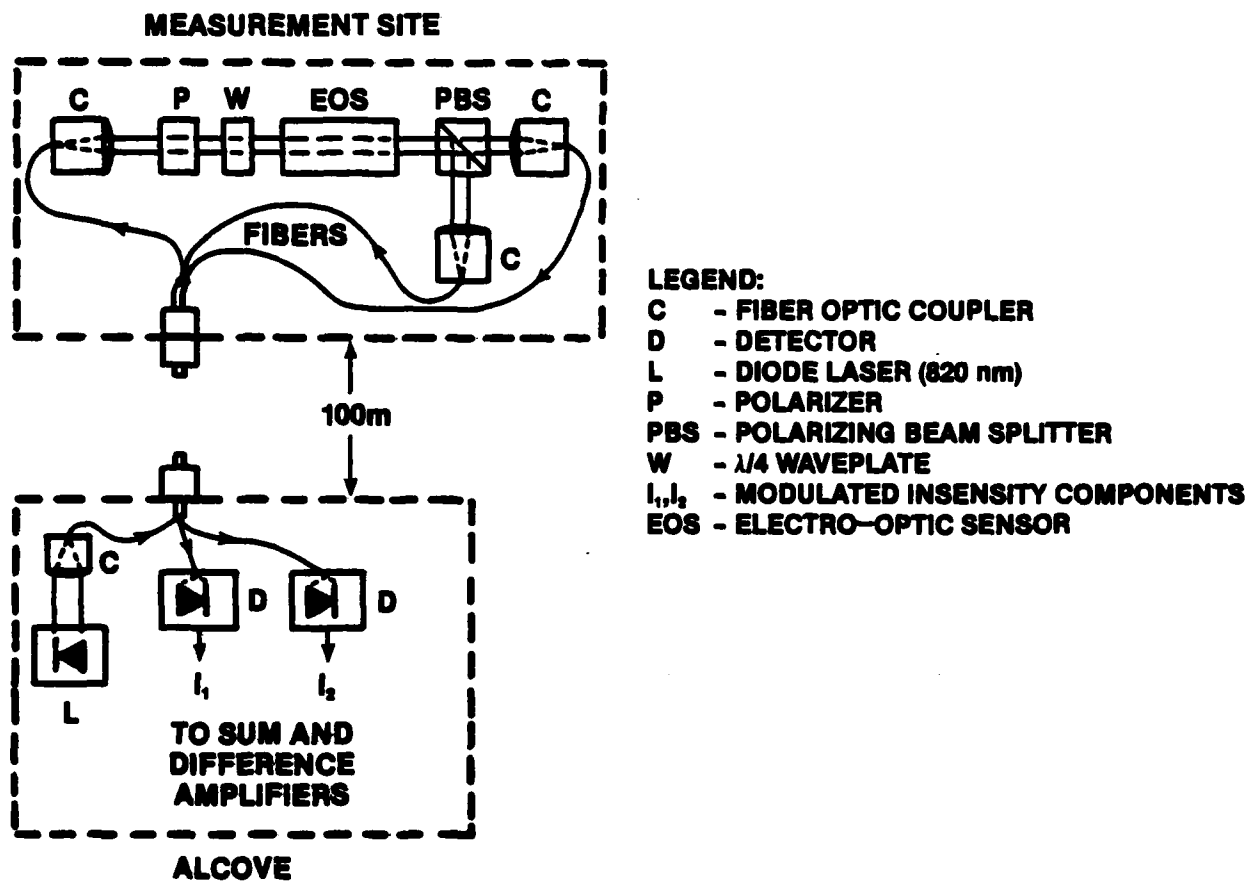 MEASUREMENT SITE
C P W EOS PBS C
FIBERS
C
100m
C
D
D
L
I₁
I₂
TO SUM AND
DIFFERENCE
AMPLIFIERS
ALCOVE
LEGEND:
C - FIBER OPTIC COUPLER
D - DETECTOR
L - DIODE LASER (820 nm)
P - POLARIZER
PBS - POLARIZING BEAM SPLITTER
W - λ/4 WAVEPLATE
I₁,I₂ - MODULATED INSENSITY COMPONENTS
EOS - ELECTRO-OPTIC SENSOR